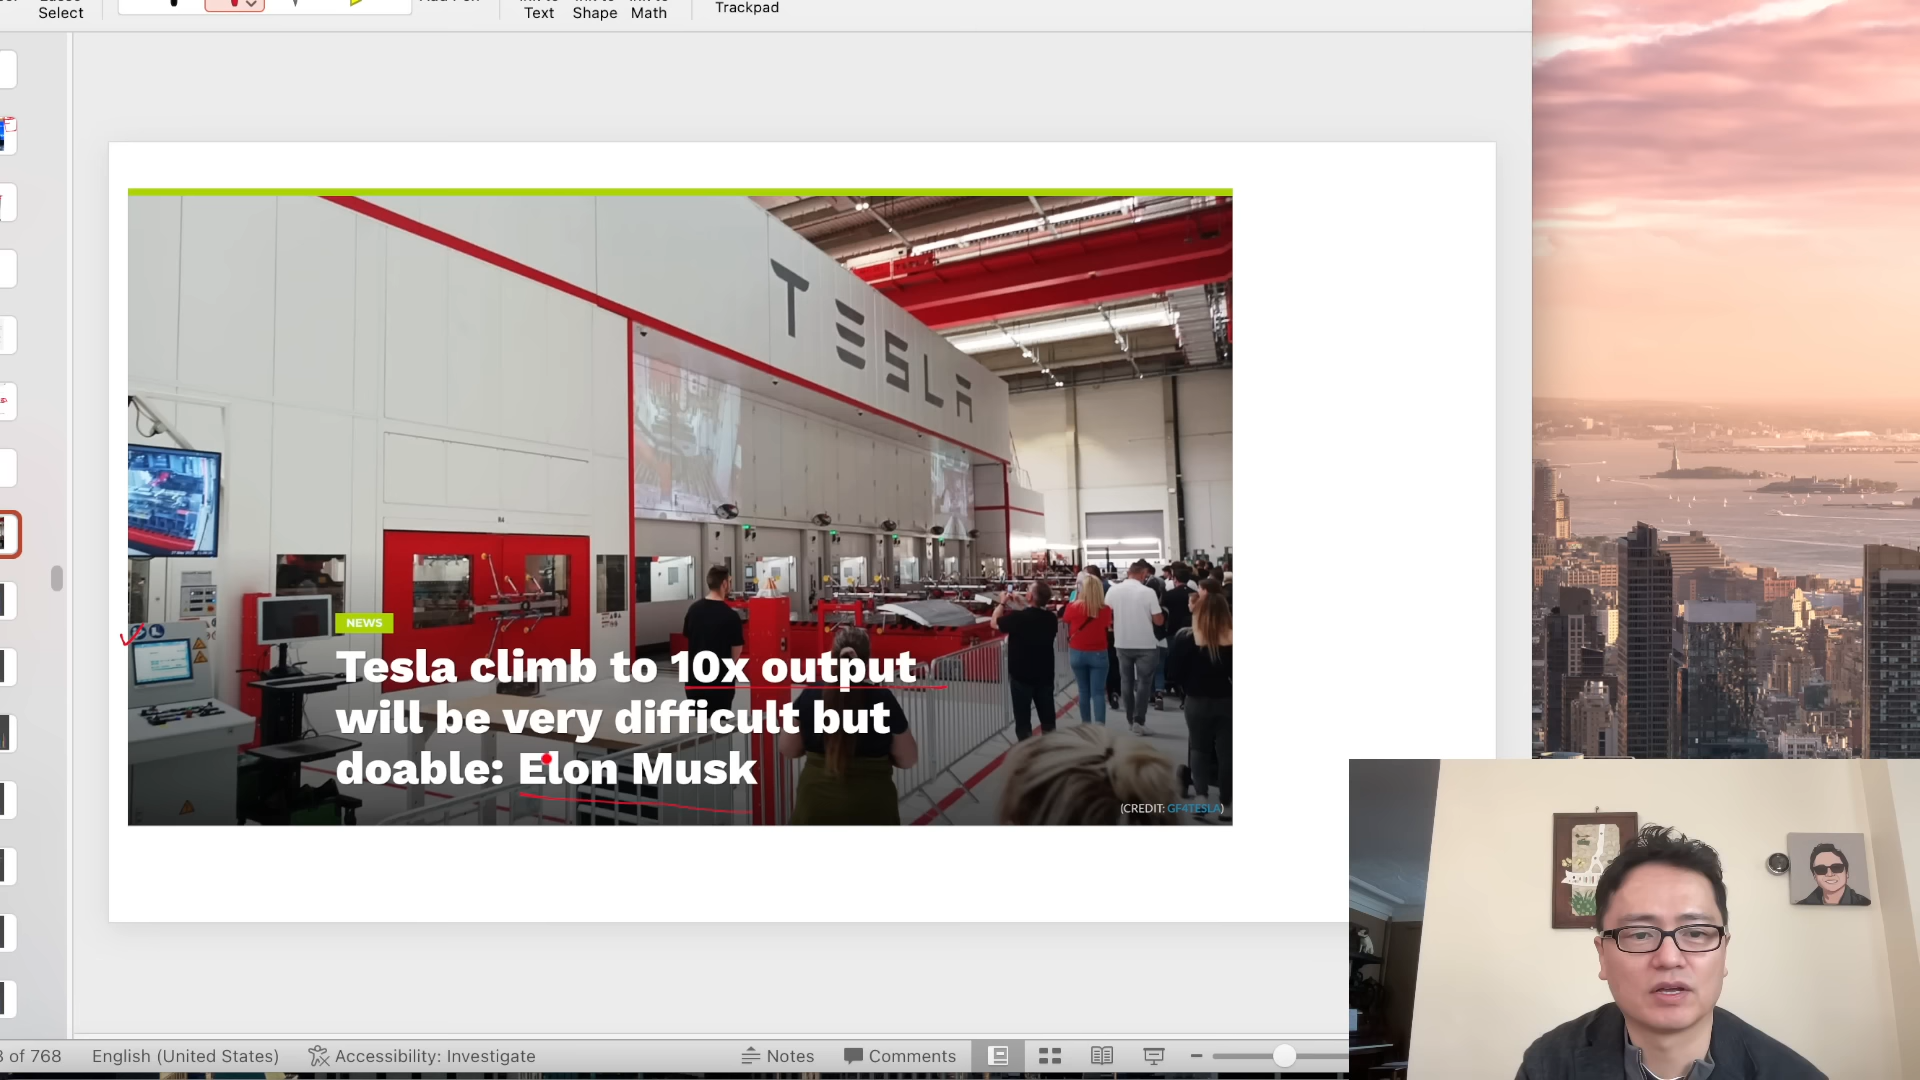 Select
Text
Shape
Math
Trackpad
TESLA
NEWS
Tesla climb to 10x output
will be very difficult but
doable: Elon Musk
(CREDIT: GF4TESLA)
of 768
English (United States)
Accessibility: Investigate
Notes
Comments